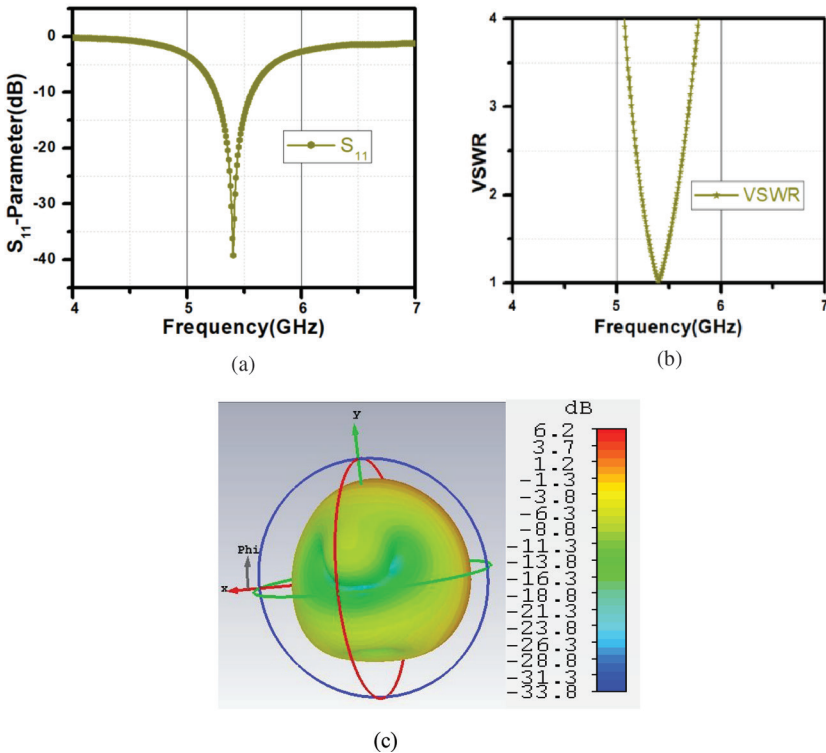 0
-10
-20
-30
-40
S11-Parameter(dB)
S11
4 5 6 7
Frequency(GHz)
(a)
4
3
2
1
VSWR
VSWR
4 5 6 7
Frequency(GHz)
(b)
y
Phi
x
dB
6.2
3.7
1.2
-1.3
-3.8
-6.3
-8.8
-11.3
-13.8
-16.3
-18.8
-21.3
-23.8
-26.3
-28.8
-31.3
-33.8
(c)